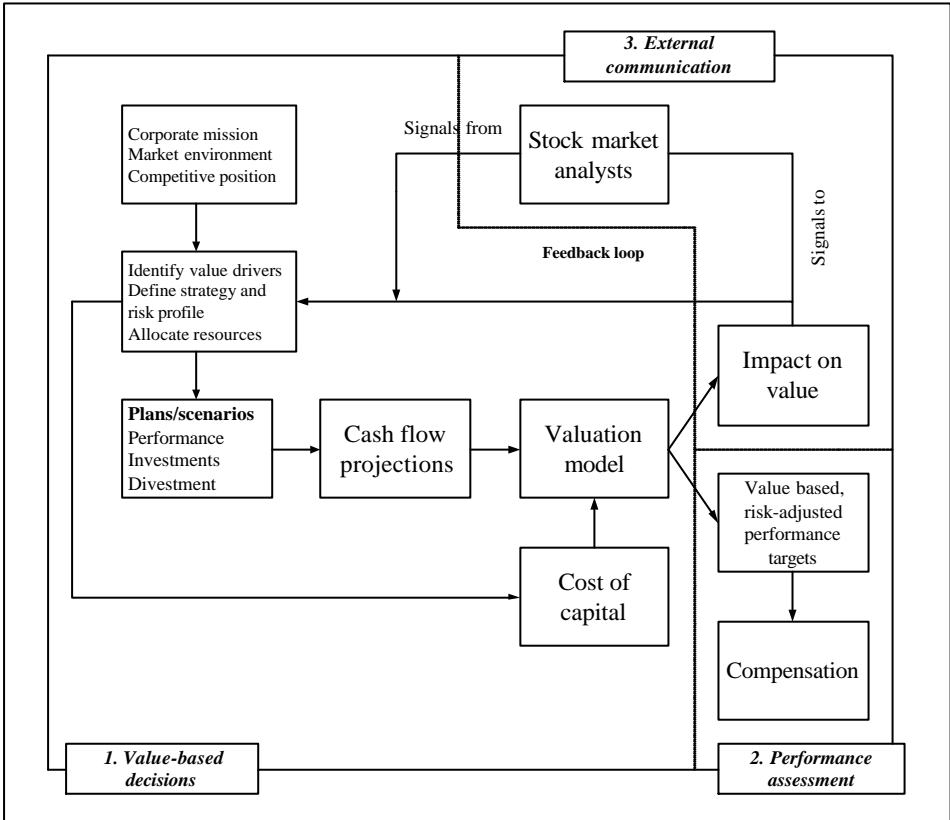 3. External
communication
Corporate mission
Market environment
Competitive position
Signals from
Stock market
analysts
Signals to
Feedback loop
Identify value drivers
Define strategy and
risk profile
Allocate resources
Impact on
value
Plans/scenarios
Performance
Investments
Divestment
Cash flow
projections
Valuation
model
Value based,
risk-adjusted
performance
targets
Cost of
capital
Compensation
1. Value-based
decisions
2. Performance
assessment